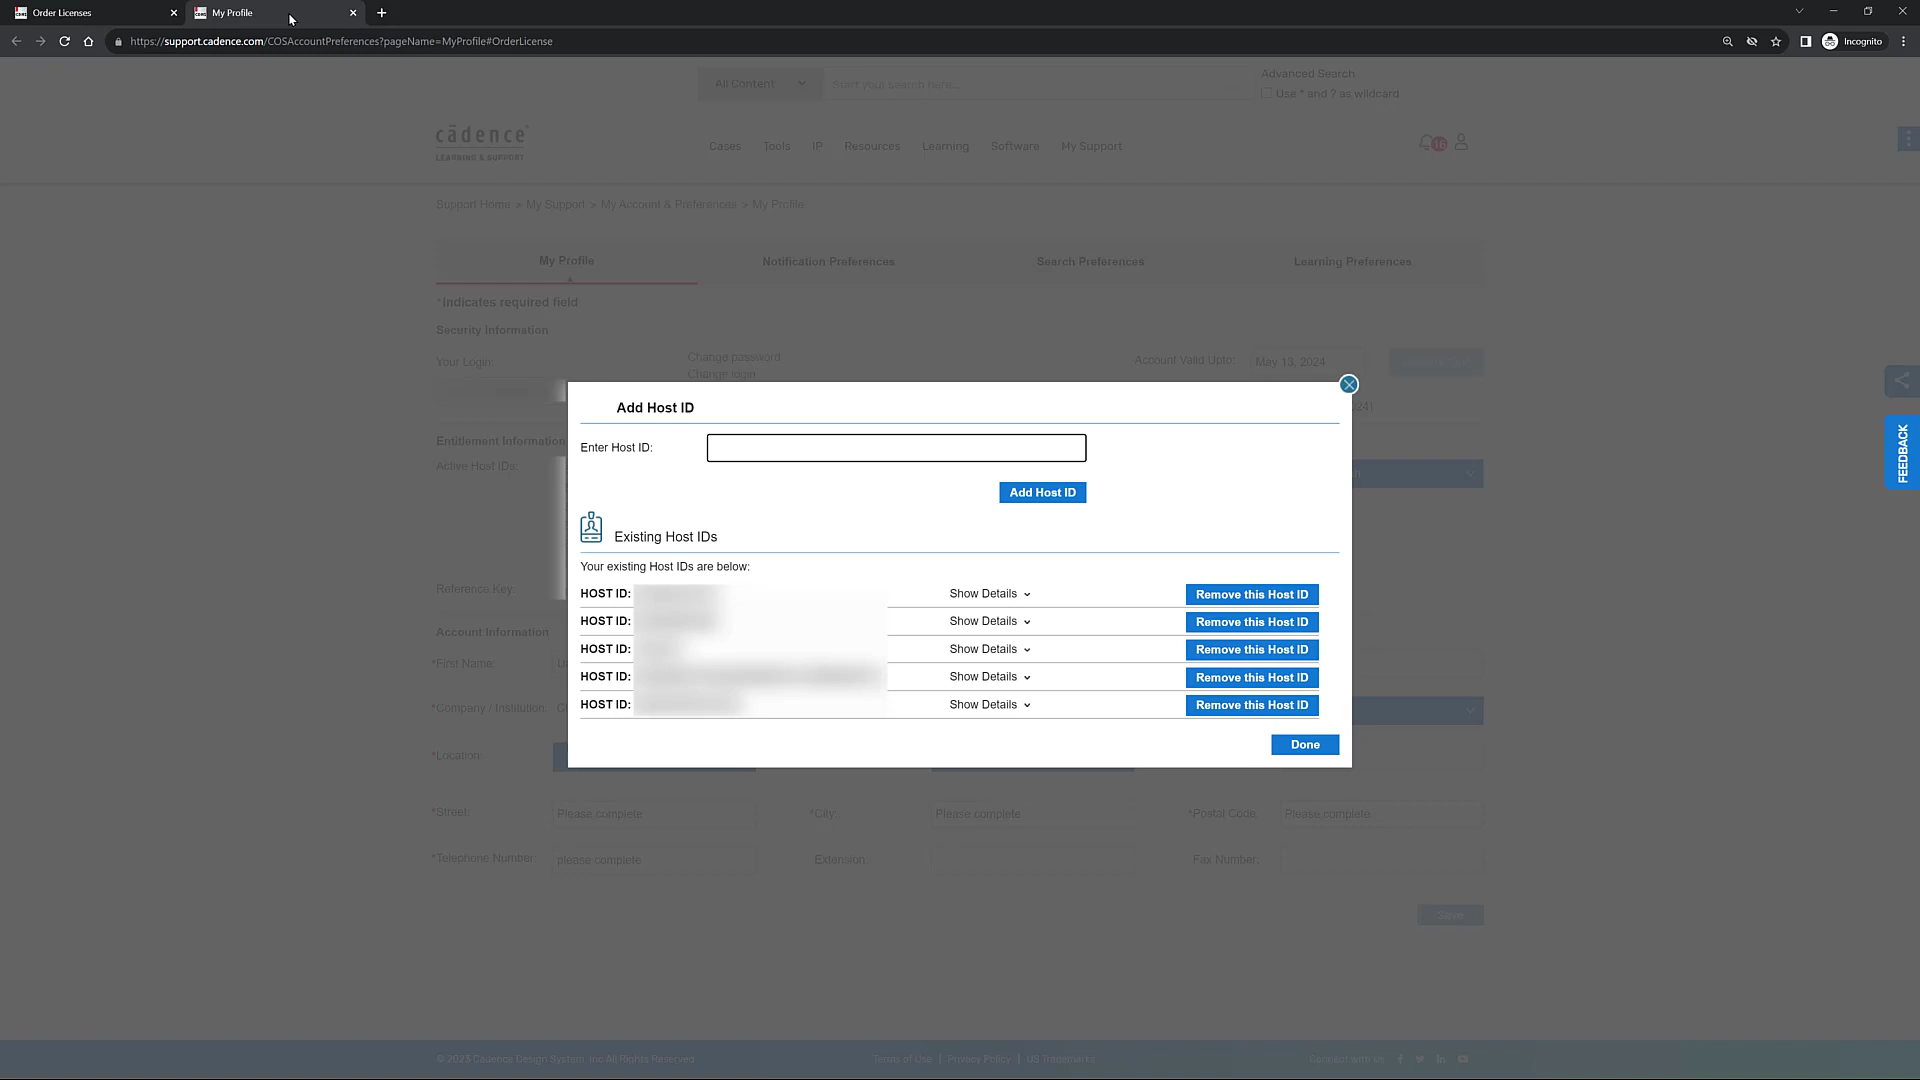 Order Licenses
My Profile
https://support.cadence.com/COSAccountPreferences?pageName=MyProfile#OrderLicense
Incognito
All Content
Start your search here...
Advanced Search
Use * and ? as wildcard
cādence
LEARNING & SUPPORT
Cases Tools IP Resources Learning Software My Support
16
Support Home > My Support > My Account & Preferences > My Profile
My Profile
Notification Preferences
Search Preferences
Learning Preferences
*Indicates required field
Security Information
Your Login:
Change password
Change login
Account Valid Upto:
May 13, 2024
Add Host ID
Entitlement Information
Enter Host ID:
FEEDBACK
Active Host IDs:
Add Host ID
Existing Host IDs
Your existing Host IDs are below:
Reference Key:
HOST ID: Show Details Remove this Host ID
HOST ID: Show Details Remove this Host ID
Account Information
HOST ID: Show Details Remove this Host ID
*First Name:
HOST ID: Show Details Remove this Host ID
*Company / Institution:
HOST ID: Show Details Remove this Host ID
Done
*Location:
*Street: Please complete *City: Please complete *Postal Code: Please complete
*Telephone Number: please complete Extension: Fax Number:
Save
© 2023 Cadence Design System, Inc All Rights Reserved
Terms of Use | Privacy Policy | US Trademarks
Connect with us